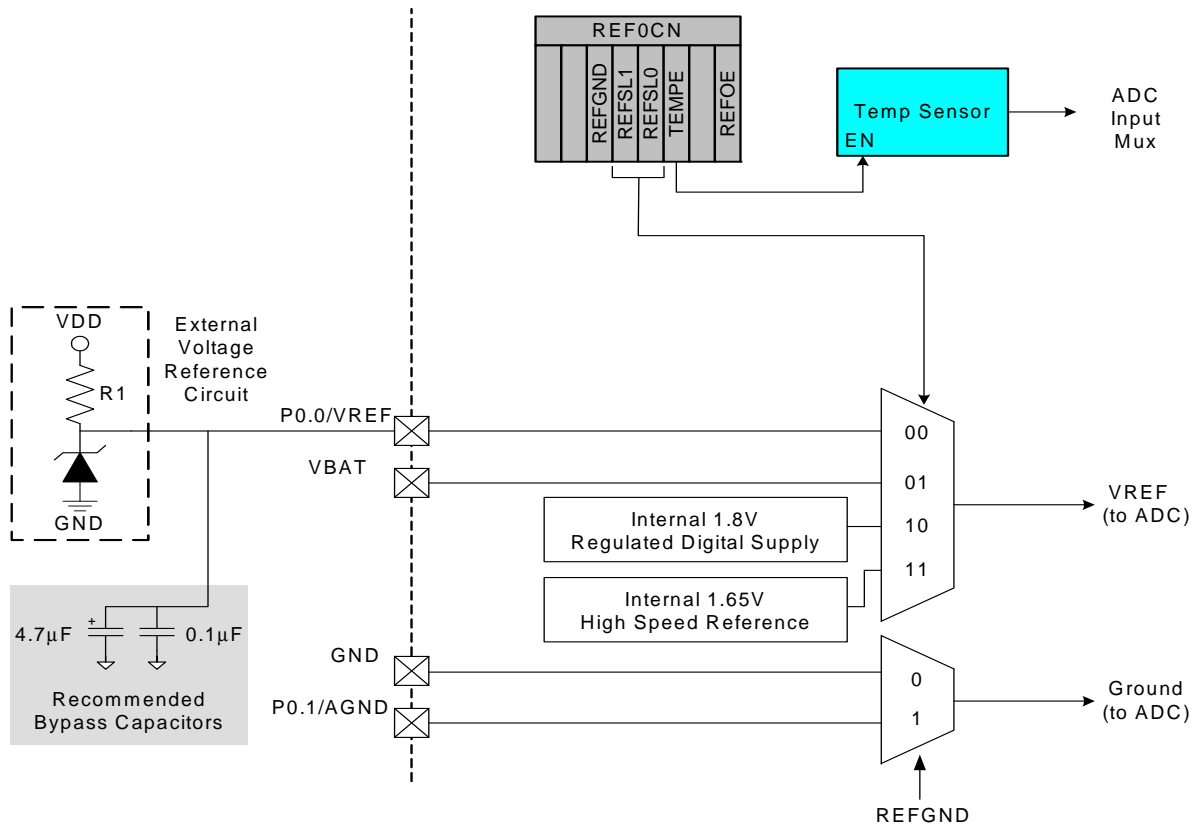 REF0CN
REFGND
REFSL1
REFSL0
TEMPE
REFOE
Temp Sensor
EN
ADC
Input
Mux
VDD
R1
GND
External
Voltage
Reference
Circuit
P0.0/VREF
VBAT
00
01
10
11
Internal 1.8V
Regulated Digital Supply
Internal 1.65V
High Speed Reference
VREF
(to ADC)
+
4.7μF
0.1μF
Recommended
Bypass Capacitors
GND
P0.1/AGND
0
1
Ground
(to ADC)
REFGND